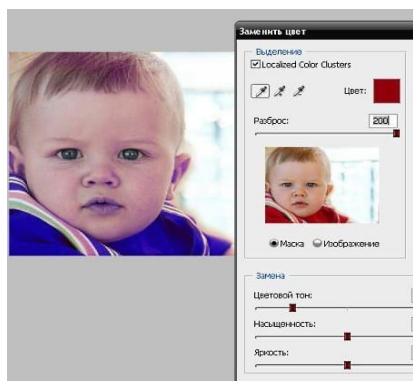 Заменить цвет
Выделение
Localized Color Clusters
Цвет:
Разброс:
200
Маска
Изображение
Замена
Цветовой тон:
Насыщенность:
Яркость: